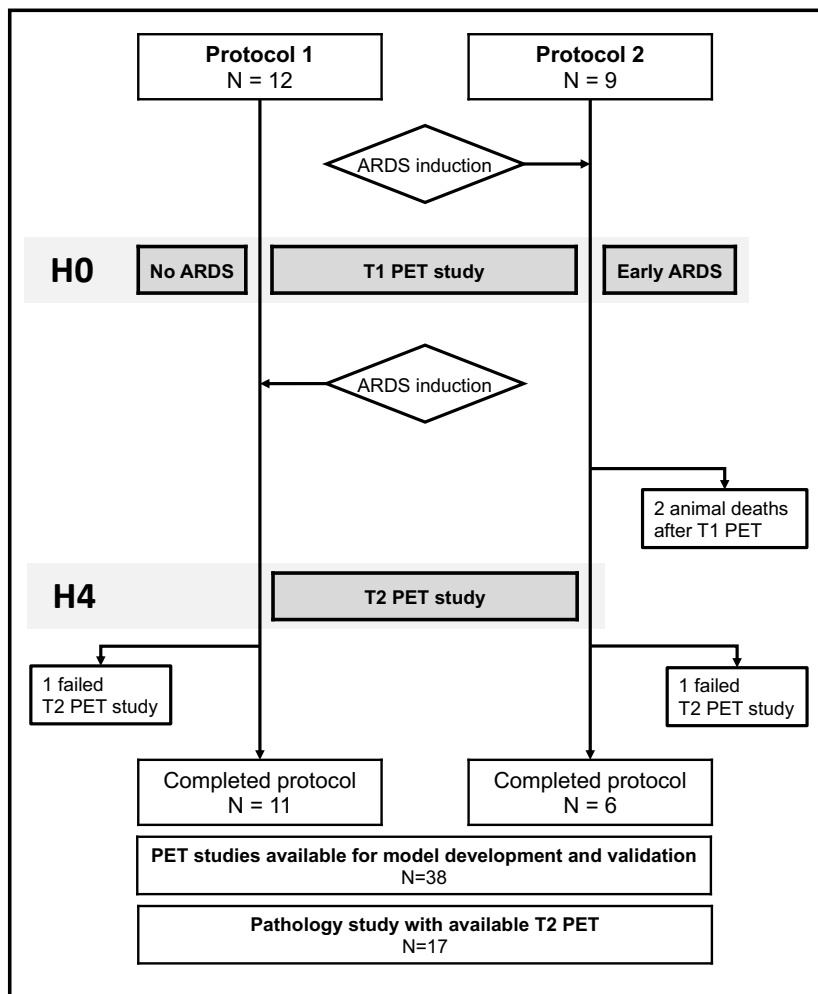 Protocol 1
N = 12
Protocol 2
N = 9
ARDS induction
H0
No ARDS
T1 PET study
Early ARDS
ARDS induction
2 animal deaths
after T1 PET
H4
T2 PET study
1 failed
T2 PET study
1 failed
T2 PET study
Completed protocol
N = 11
Completed protocol
N = 6
PET studies available for model development and validation
N=38
Pathology study with available T2 PET
N=17